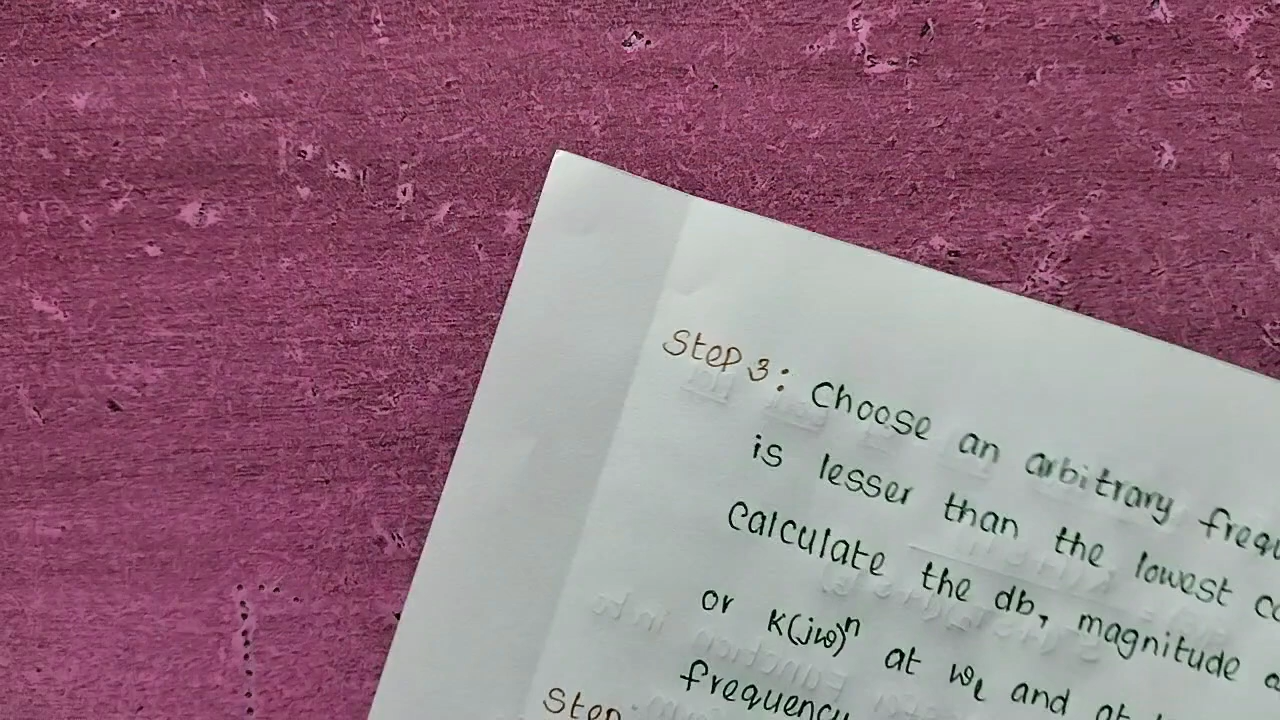 Step 3: Choose an arbitrary
is lesser than the lowest
calculate the db, magnitude
or K(jω)ⁿ at ωₗ and at
frequency
Step